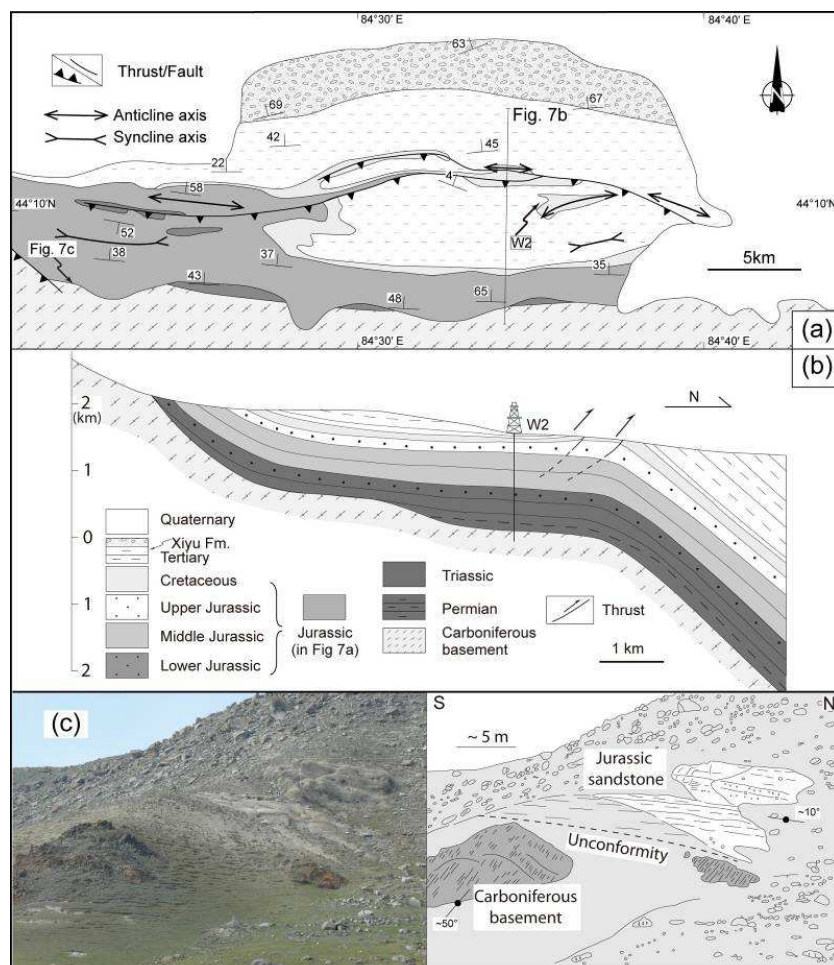 84°30' E
84°40' E
Thrust/Fault
Anticline axis
Syncline axis
63
69
67
Fig. 7b
N
42
45
22
58
4
44°10'N
44°10'N
52
W2
Fig. 7c
38
37
35
5km
43
48
65
84°30' E
84°40' E
(a)
(b)
2
(km)
1
0
1
2
W2
N
Quaternary
Xiyu Fm.
Tertiary
Cretaceous
Upper Jurassic
Middle Jurassic
Lower Jurassic
Jurassic
(in Fig 7a)
Triassic
Permian
Carboniferous
basement
Thrust
1 km
(c)
S
N
~ 5 m
Jurassic
sandstone
~10°
Unconformity
Carboniferous
basement
~50°